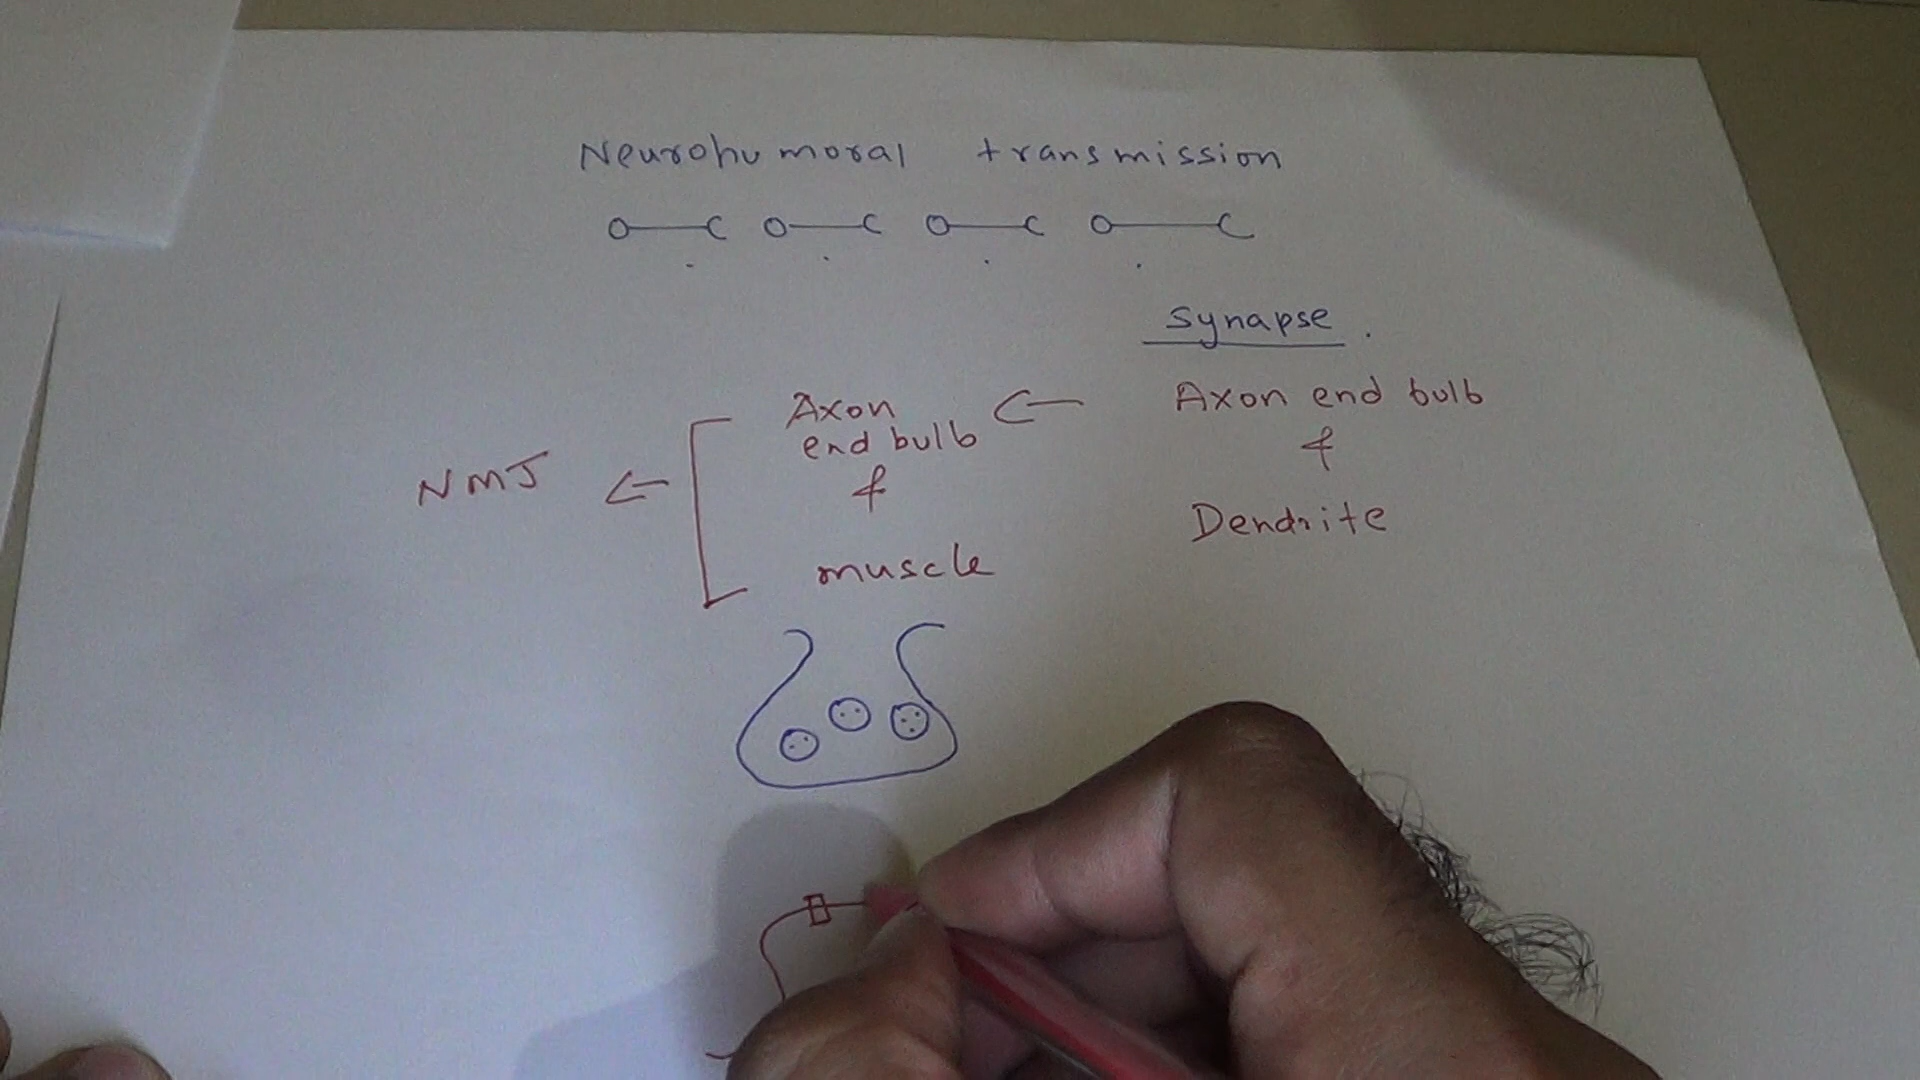 Neurohumoral transmission
Synapse.
Axon end bulb
&
Dendrite
Axon
end bulb
&
muscle
NMJ